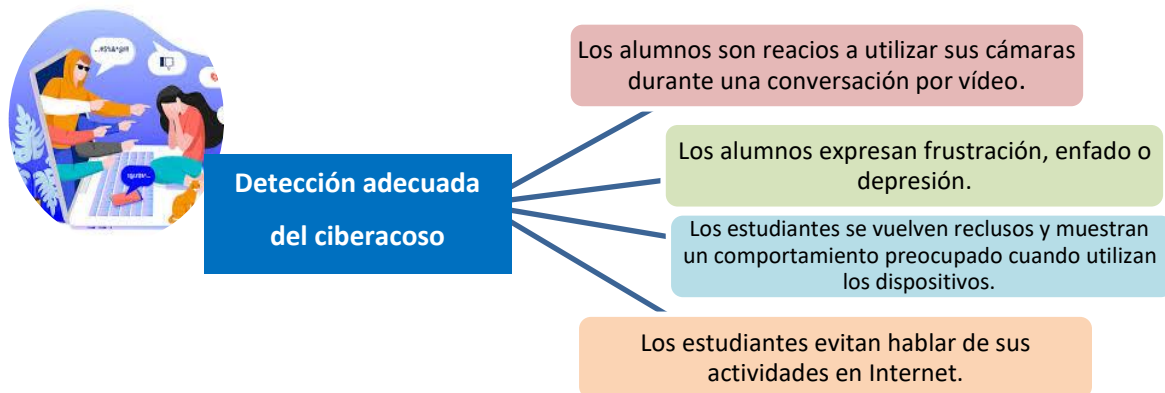 Los alumnos son reacios a utilizar sus cámaras
durante una conversación por vídeo.
Los alumnos expresan frustración, enfado o
depresión.
Detección adecuada
del ciberacoso
Los estudiantes se vuelven reclusos y muestran
un comportamiento preocupado cuando utilizan
los dispositivos.
Los estudiantes evitan hablar de sus
actividades en Internet.